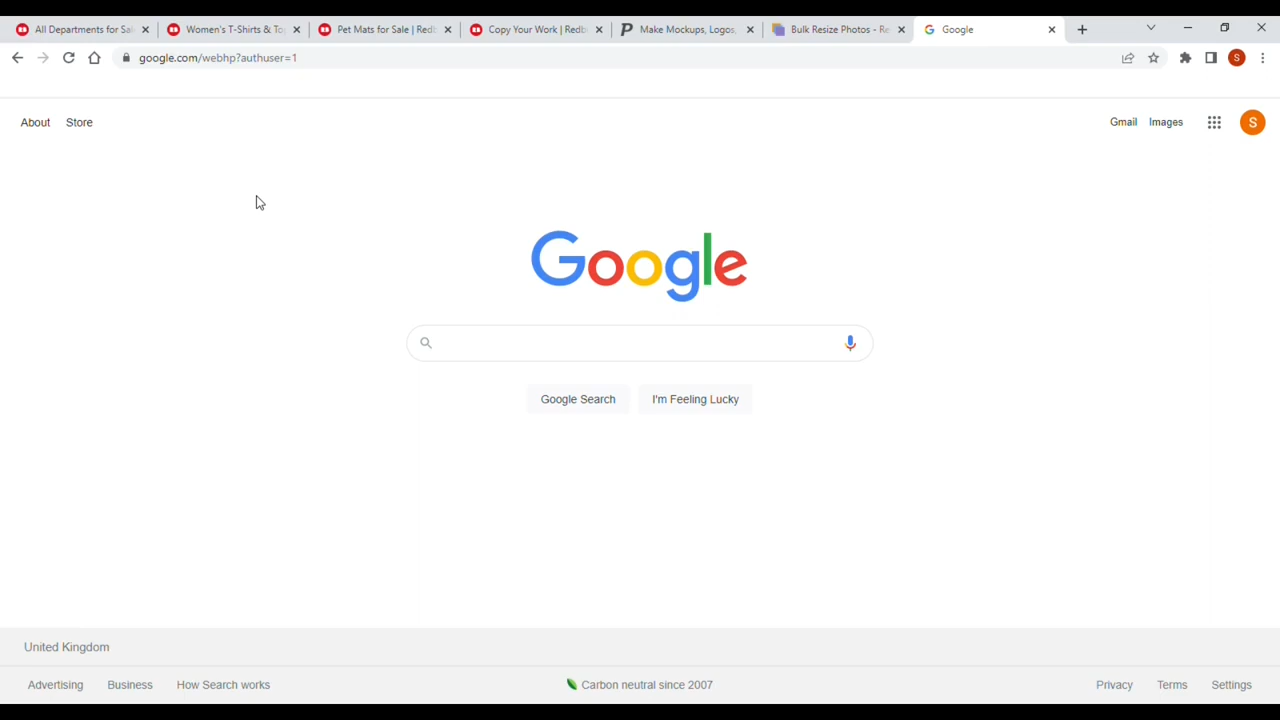 All Departments for Sal
Women's T-Shirts & To
Pet Mats for Sale | Redb
Copy Your Work | Redb
Make Mockups, Logos,
Bulk Resize Photos - Re
Google
google.com/webhp?authuser=1
S
About Store
Gmail Images
S
Google
Google Search
I'm Feeling Lucky
United Kingdom
Advertising Business How Search works
Carbon neutral since 2007
Privacy Terms Settings